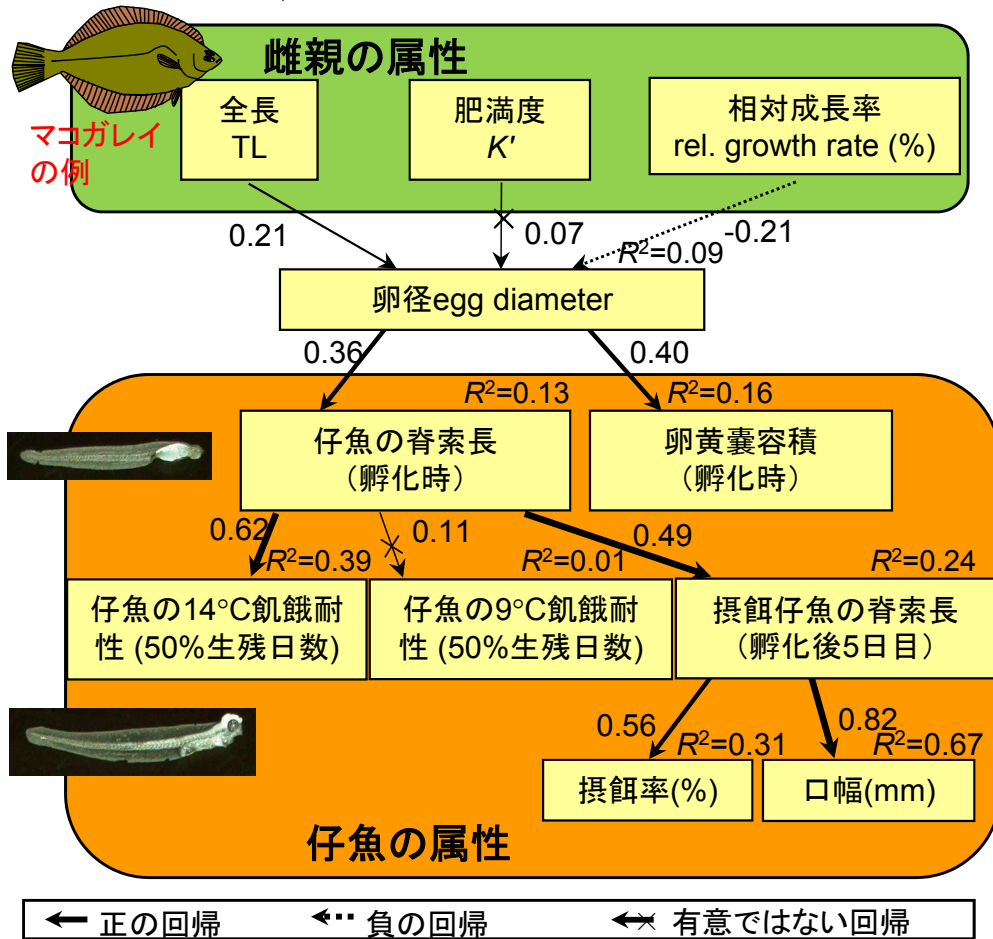 雌親の属性
マコガレイ
の例
全長
TL
肥満度
K'
相対成長率
rel. growth rate (%)
0.21
0.07
-0.21
R²=0.09
卵径egg diameter
0.36
0.40
R²=0.13
R²=0.16
仔魚の脊索長
（孵化時）
卵黄嚢容積
（孵化時）
0.62
0.11
0.49
R²=0.39
R²=0.01
R²=0.24
仔魚の14°C飢餓耐
性 (50%生残日数)
仔魚の9°C飢餓耐
性 (50%生残日数)
摂餌仔魚の脊索長
（孵化後5日目）
0.56
0.82
R²=0.31
R²=0.67
摂餌率(%)
口幅(mm)
仔魚の属性
正の回帰
負の回帰
有意ではない回帰